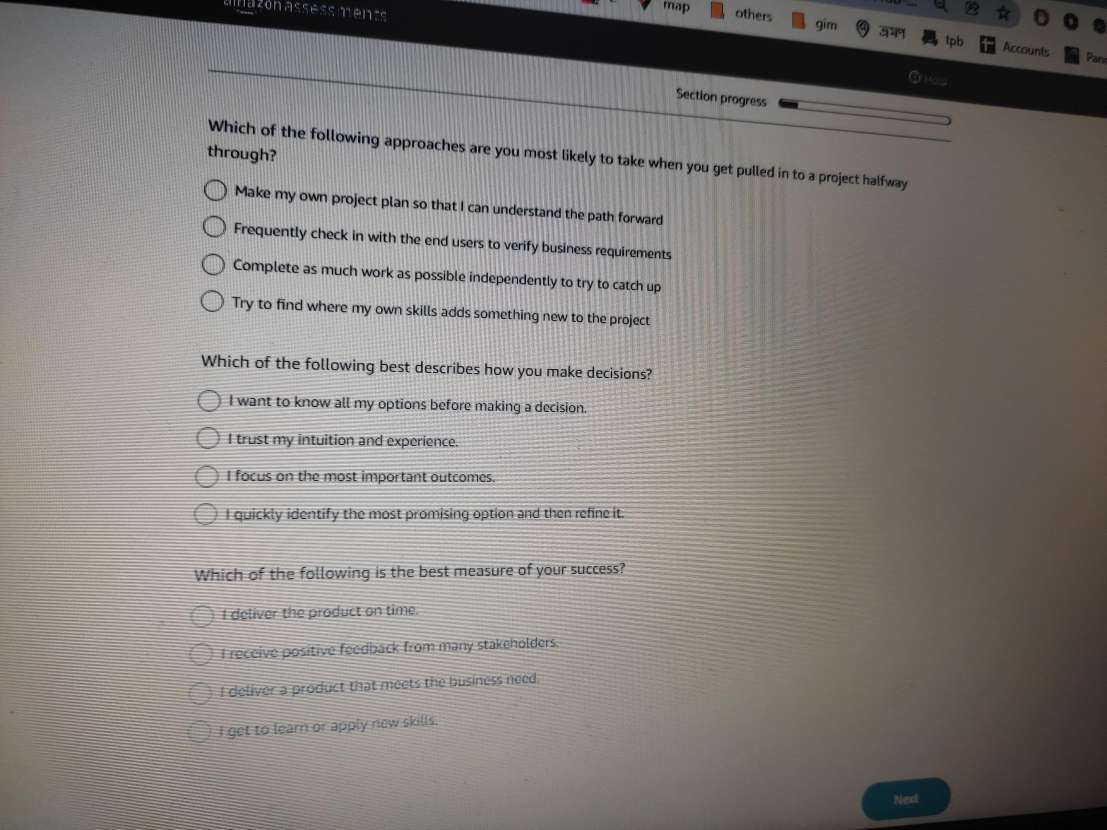 amazon assessments
map
others
gim
ভ্রমণ
tpb
Accounts
Help
Section progress
Which of the following approaches are you most likely to take when you get pulled in to a project halfway
through?
Make my own project plan so that I can understand the path forward
Frequently check in with the end users to verify business requirements
Complete as much work as possible independently to try to catch up
Try to find where my own skills adds something new to the project
Which of the following best describes how you make decisions?
I want to know all my options before making a decision.
I trust my intuition and experience.
I focus on the most important outcomes.
I quickly identify the most promising option and then refine it.
Which of the following is the best measure of your success?
I deliver the product on time.
I receive positive feedback from many stakeholders.
I deliver a product that meets the business need.
I get to learn or apply new skills.
Next